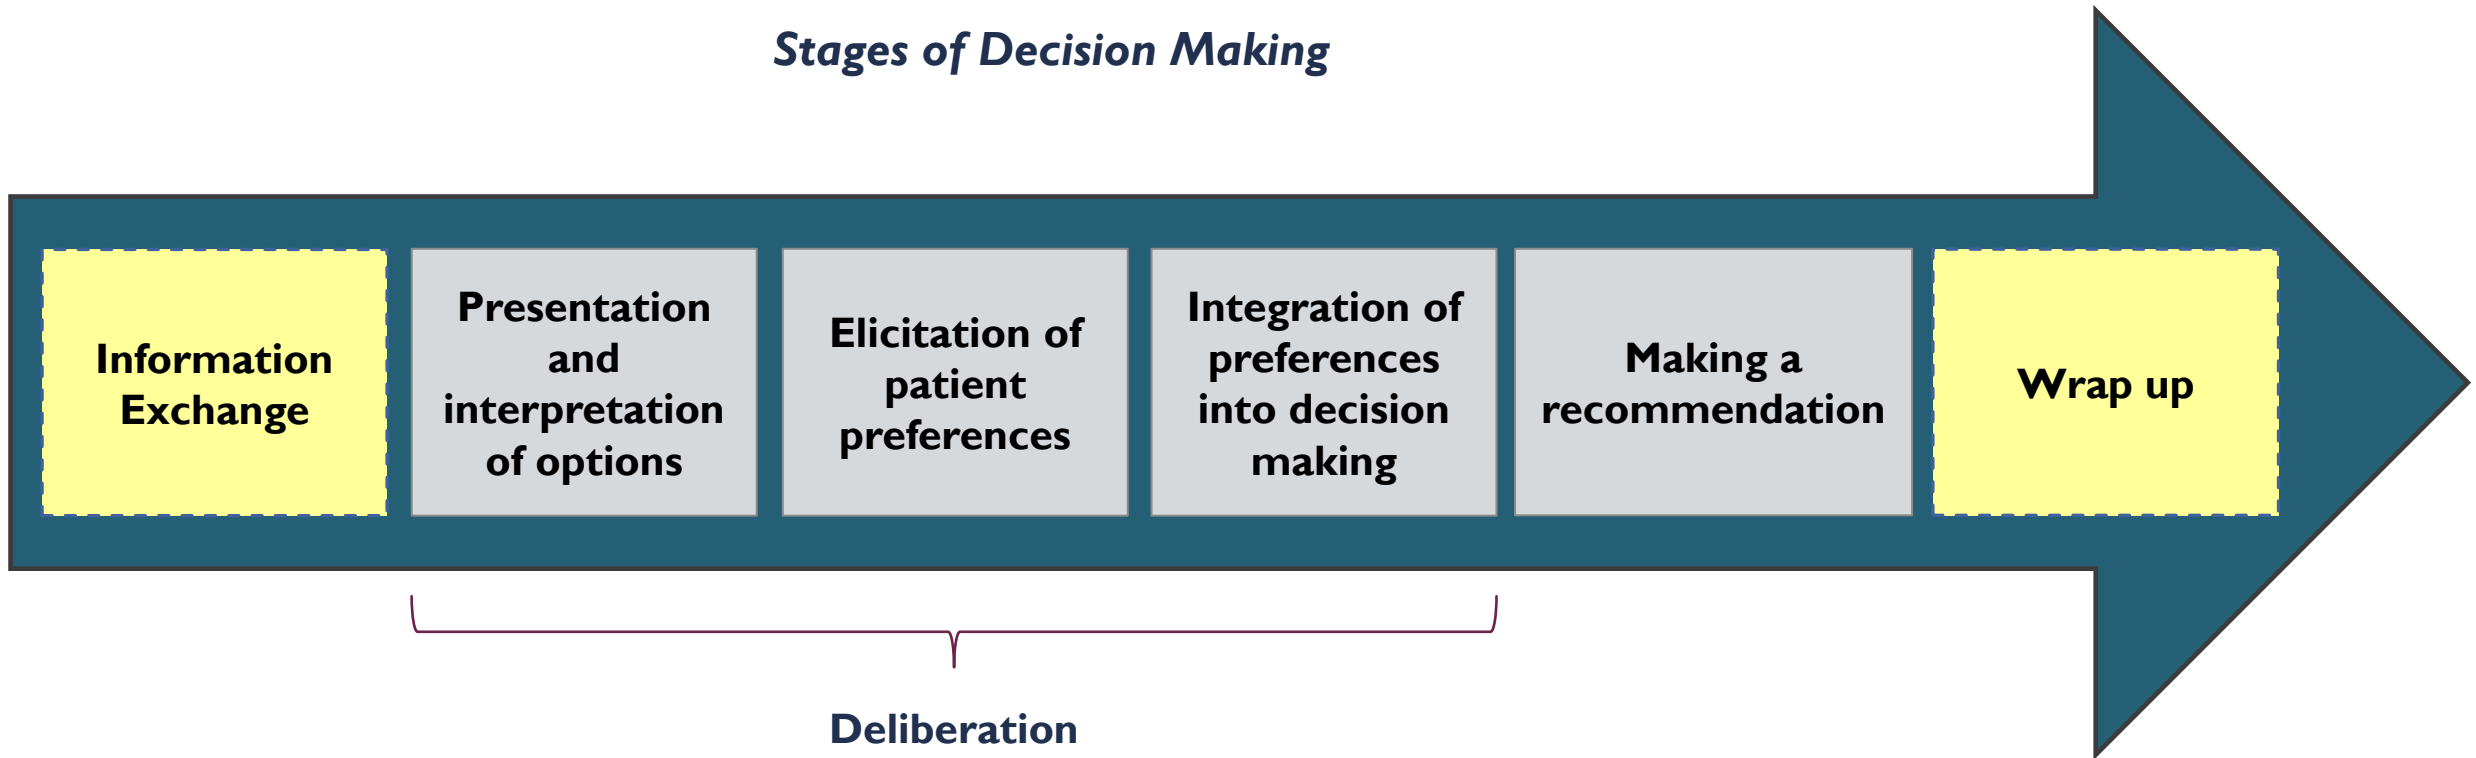 Stages of Decision Making
Information
Exchange
Presentation
and
interpretation
of options
Elicitation of
patient
preferences
Integration of
preferences
into decision
making
Making a
recommendation
Wrap up
Deliberation